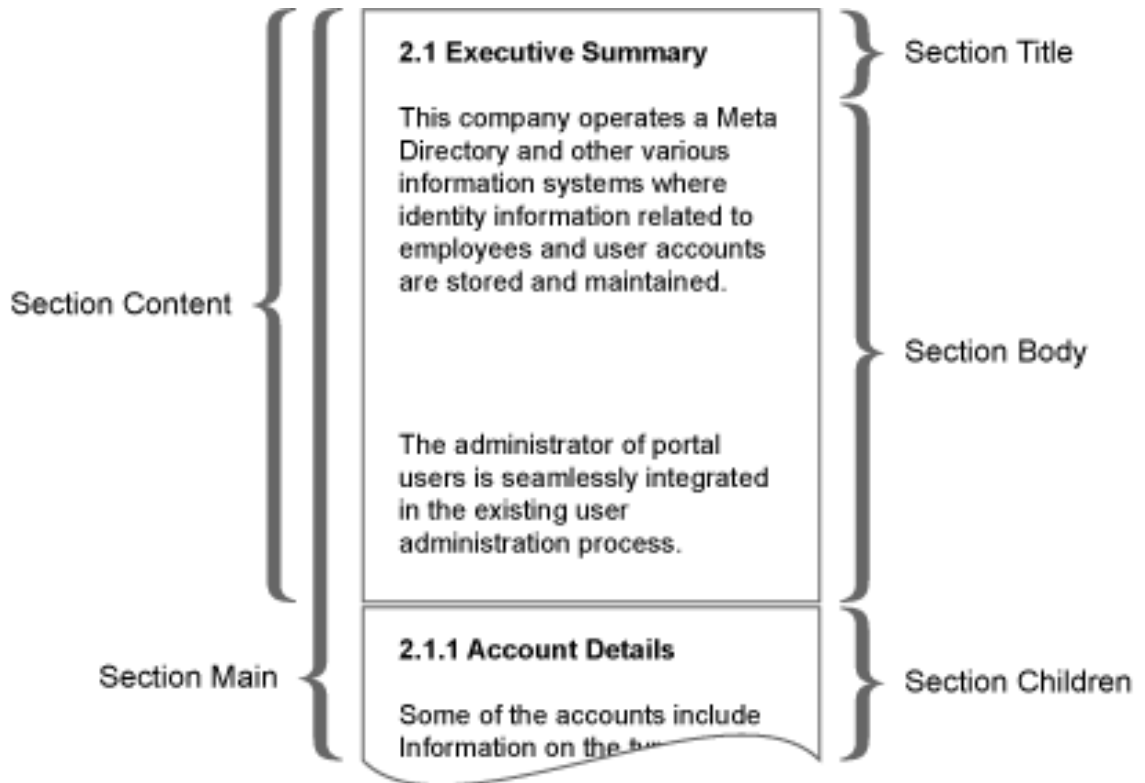 2.1 Executive Summary
Section Title
This company operates a Meta
Directory and other various
information systems where
identity information related to
employees and user accounts
are stored and maintained.
Section Content
Section Body
The administrator of portal
users is seamlessly integrated
in the existing user
administration process.
2.1.1 Account Details
Section Main
Section Children
Some of the accounts include
Information on the